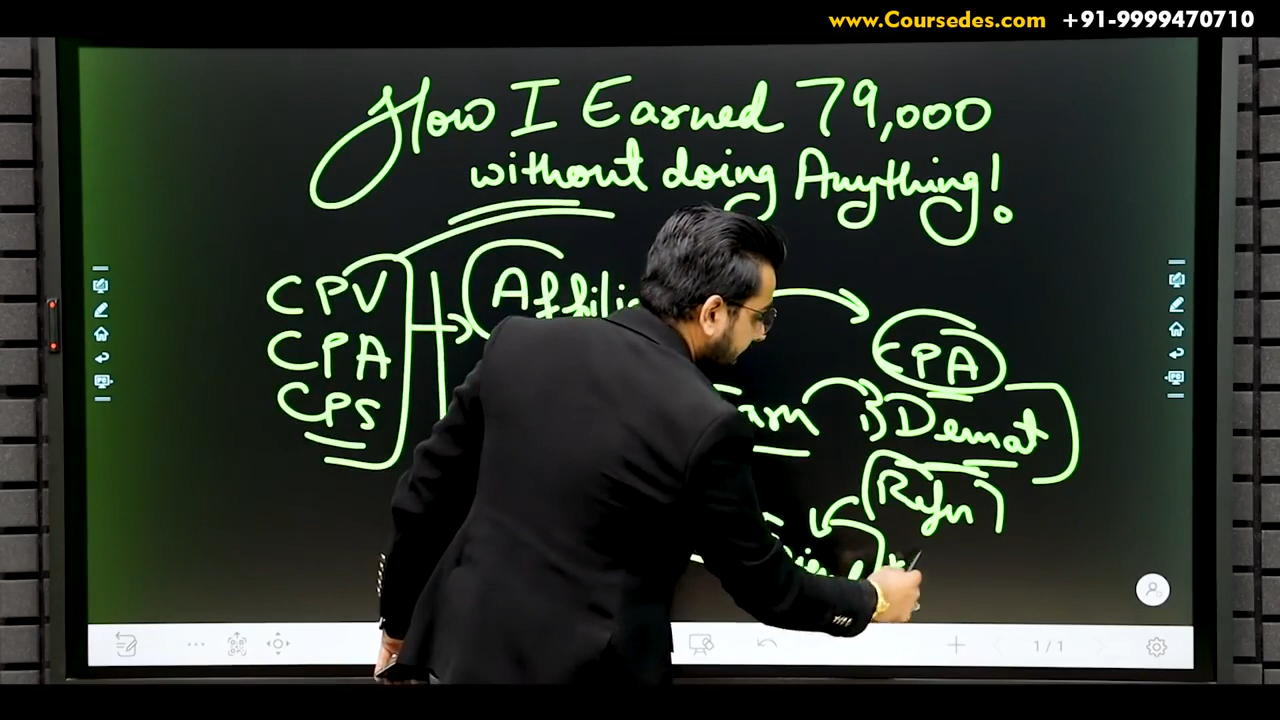 www.Coursedes.com +91-9999470710
How I Earned 79,000
without doing Anything!
CPV
CPA
CPS
CPA
Demat
Refer
1/1